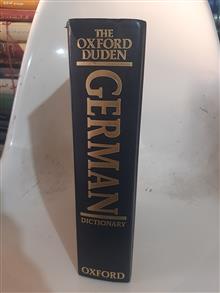 THE
OXFORD
DUDEN
GERMAN
DICTIONARY
OXFORD